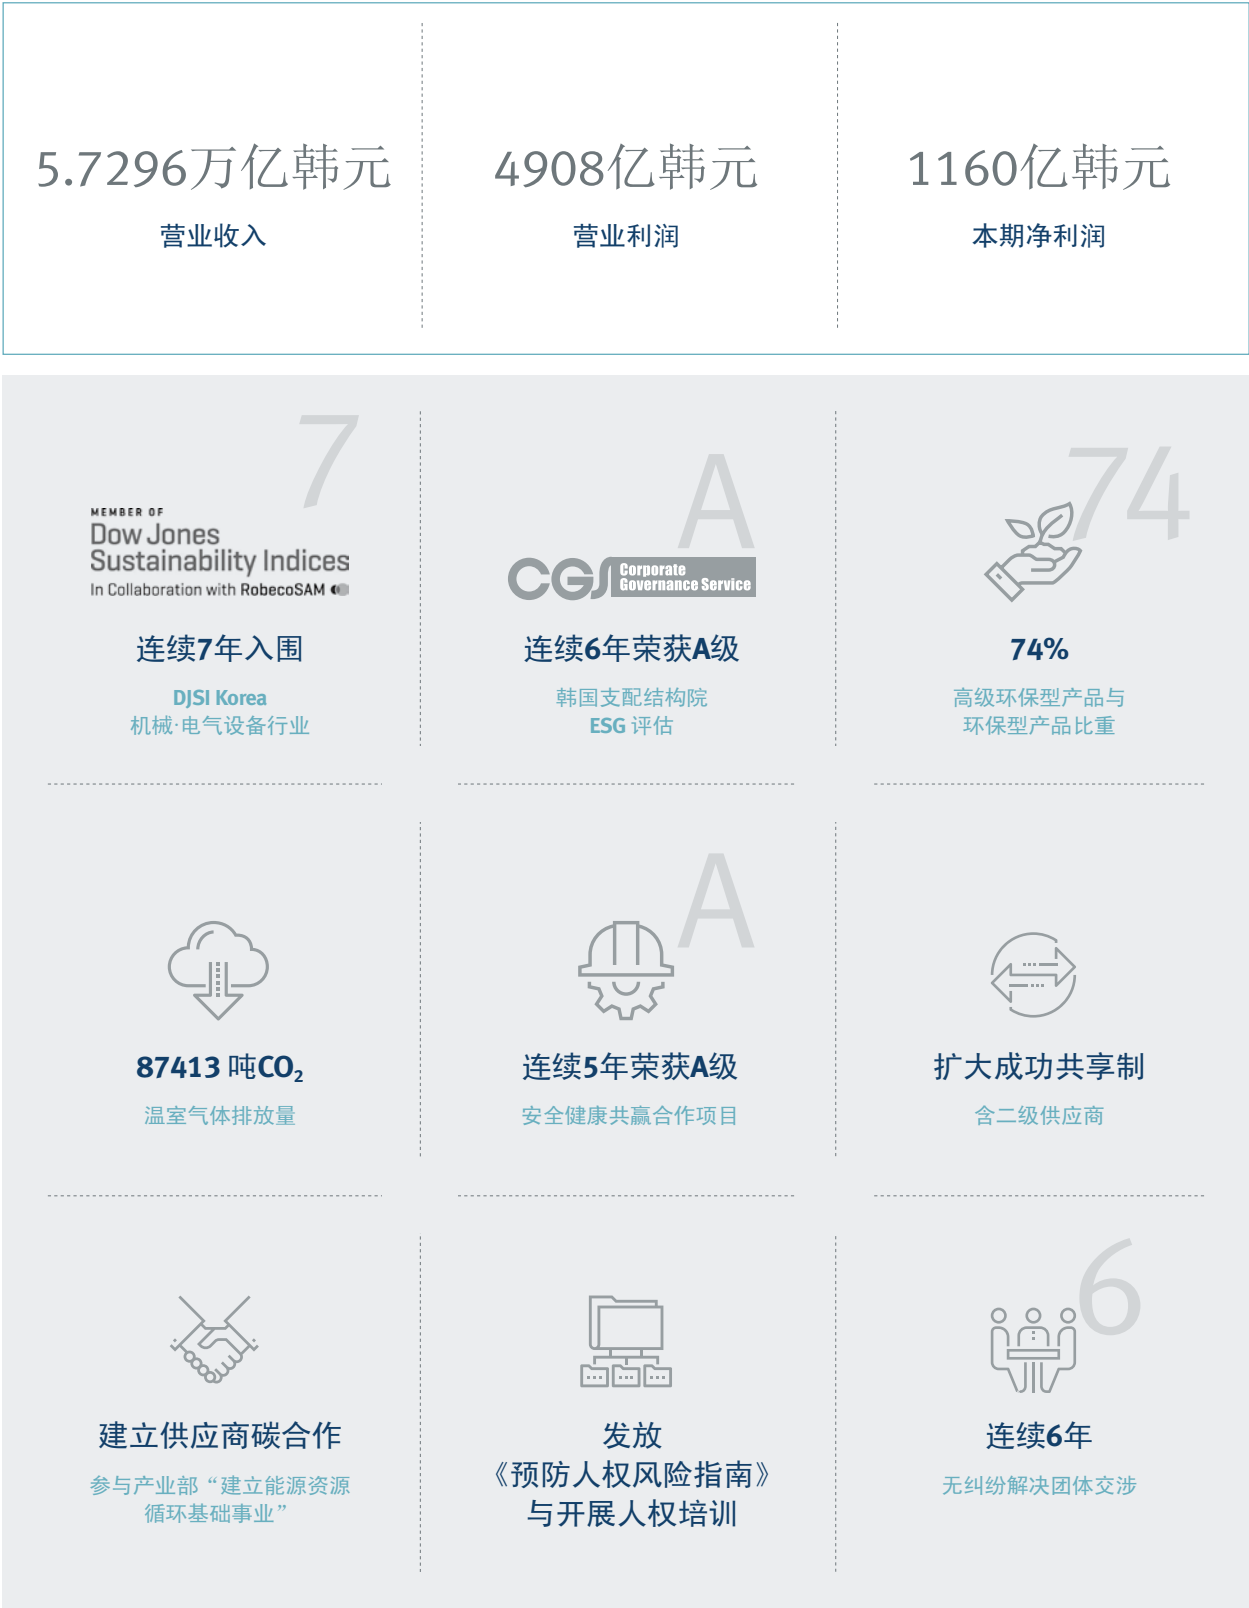 5.7296万亿韩元
营业收入
4908亿韩元
营业利润
1160亿韩元
本期净利润
7
MEMBER OF
Dow Jones
Sustainability Indices
In Collaboration with RobecoSAM
连续7年入围
DJSI Korea
机械·电气设备行业
A
CGS Corporate
Governance Service
连续6年荣获A级
韩国支配结构院
ESG 评估
74
74%
高级环保型产品与
环保型产品比重
87413 吨CO₂
温室气体排放量
A
连续5年荣获A级
安全健康共赢合作项目
扩大成功共享制
含二级供应商
建立供应商碳合作
参与产业部“建立能源资源
循环基础事业”
发放
《预防人权风险指南》
与开展人权培训
6
连续6年
无纠纷解决团体交涉